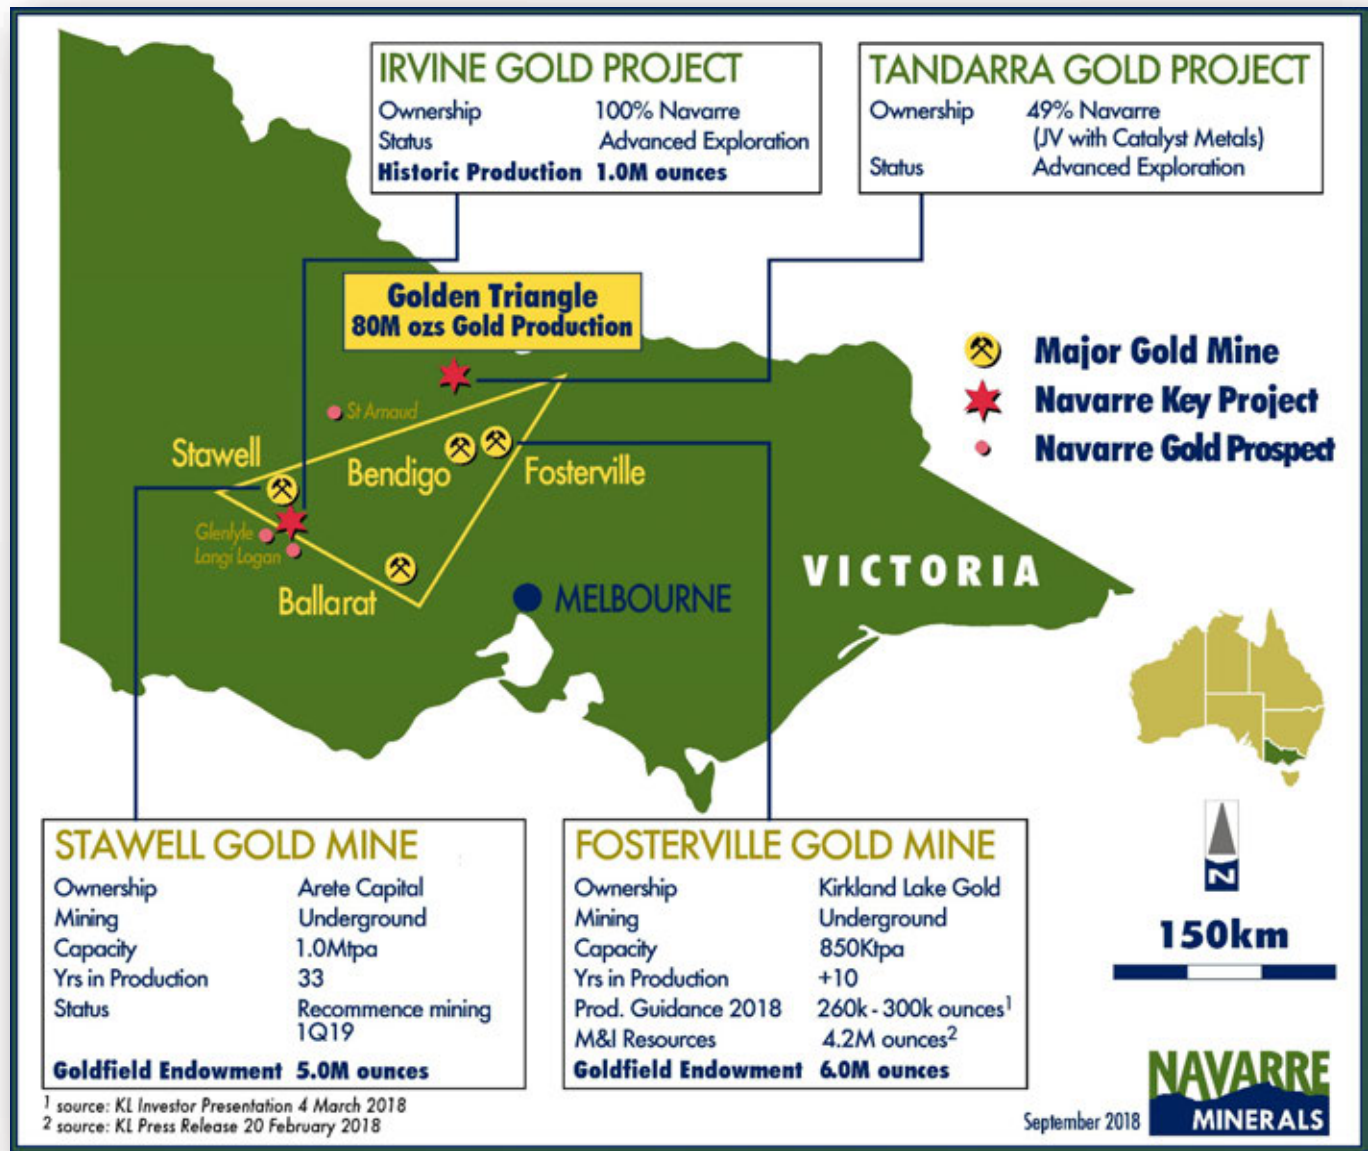 IRVINE GOLD PROJECT
Ownership 100% Navarre
Status Advanced Exploration
Historic Production 1.0M ounces
TANDARRA GOLD PROJECT
Ownership 49% Navarre
(JV with Catalyst Metals)
Status Advanced Exploration
Golden Triangle
80M ozs Gold Production
Major Gold Mine
Navarre Key Project
Navarre Gold Prospect
St Arnaud
Stawell
Bendigo
Fosterville
Glenlyle
Langi Logan
Ballarat
MELBOURNE
VICTORIA
STAWELL GOLD MINE
Ownership Arete Capital
Mining Underground
Capacity 1.0Mtpa
Yrs in Production 33
Status Recommence mining
1Q19
Goldfield Endowment 5.0M ounces
FOSTERVILLE GOLD MINE
Ownership Kirkland Lake Gold
Mining Underground
Capacity 850Ktpa
Yrs in Production +10
Prod. Guidance 2018 260k - 300k ounces¹
M&I Resources 4.2M ounces²
Goldfield Endowment 6.0M ounces
N
150km
¹ source: KL Investor Presentation 4 March 2018
² source: KL Press Release 20 February 2018
September 2018
NAVARRE
MINERALS